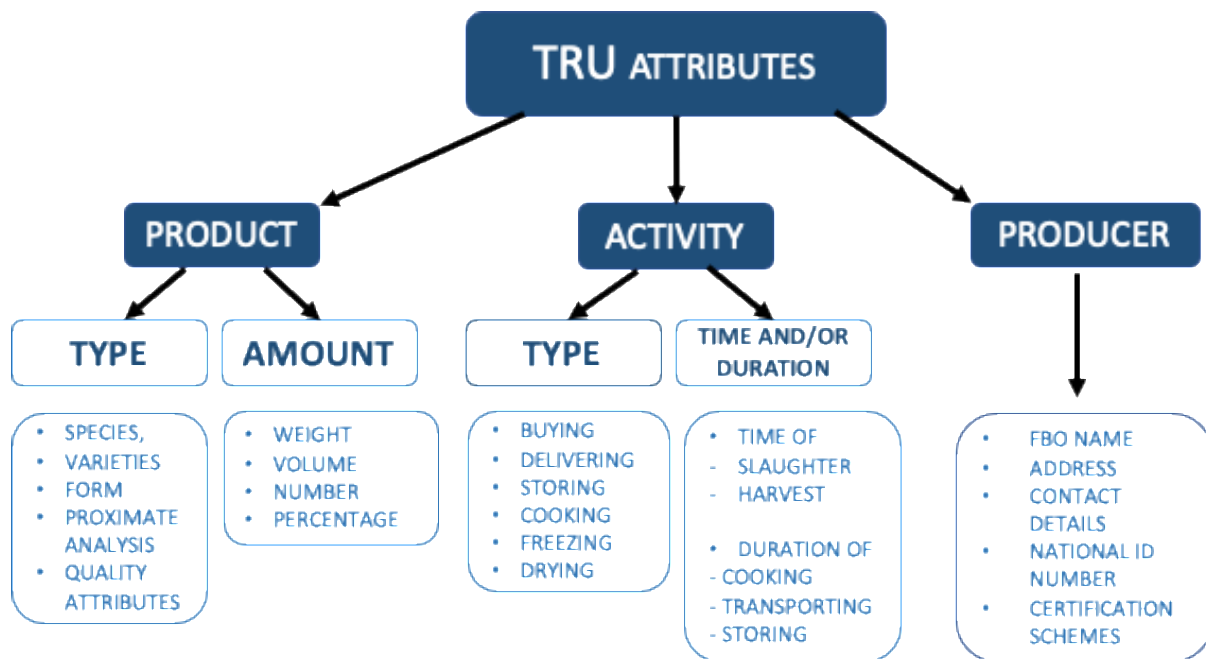 TRU ATTRIBUTES
PRODUCT
ACTIVITY
PRODUCER
TYPE
AMOUNT
TYPE
TIME AND/OR
DURATION
• SPECIES,
• VARIETIES
• FORM
• PROXIMATE
ANALYSIS
• QUALITY
ATTRIBUTES
• WEIGHT
• VOLUME
• NUMBER
• PERCENTAGE
• BUYING
• DELIVERING
• STORING
• COOKING
• FREEZING
• DRYING
• TIME OF
- SLAUGHTER
- HARVEST
• DURATION OF
- COOKING
- TRANSPORTING
- STORING
• FBO NAME
• ADDRESS
• CONTACT
DETAILS
• NATIONAL ID
NUMBER
• CERTIFICATION
SCHEMES